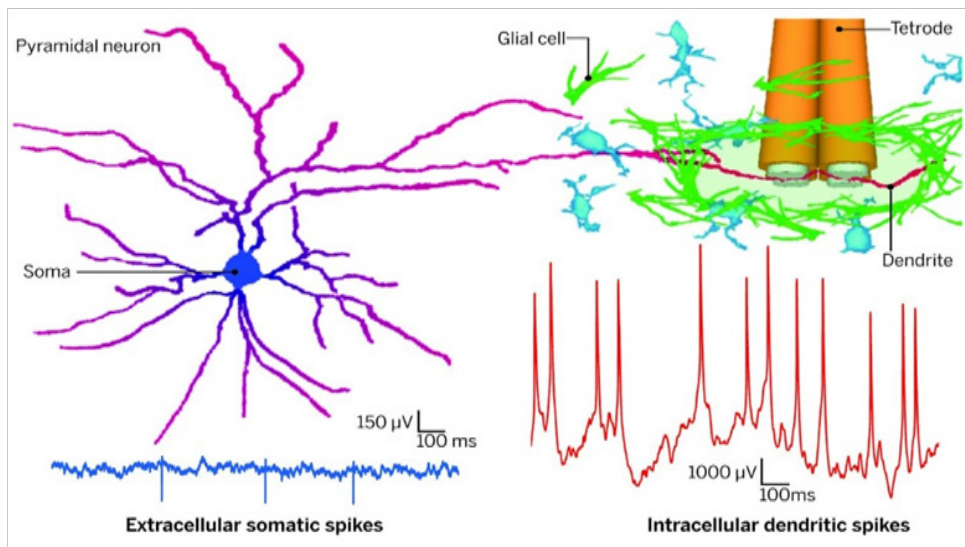 Pyramidal neuron
Glial cell
Tetrode
Soma
Dendrite
150 µV
100 ms
1000 µV
100ms
Extracellular somatic spikes
Intracellular dendritic spikes